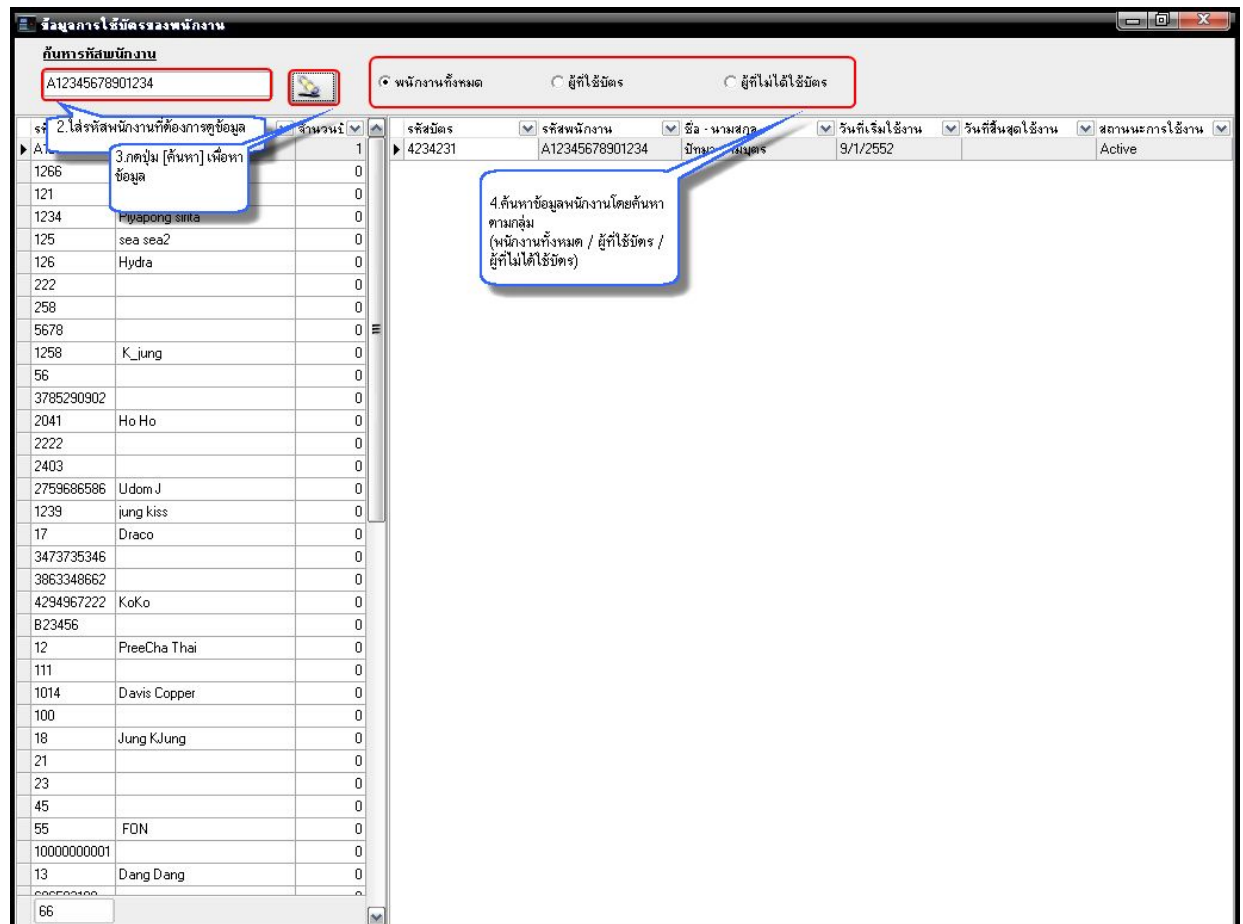 ข้อมูลการใช้บัตรของพนักงาน
ค้นหารหัสพนักงาน
A12345678901234
พนักงานทั้งหมด ผู้ที่ใช้บัตร ผู้ที่ไม่ได้ใช้บัตร
2.ใส่รหัสพนักงานที่ต้องการดูข้อมูล
3.กดปุ่ม [ค้นหา] เพื่อหา
ข้อมูล
4.ค้นหาข้อมูลพนักงานโดยค้นหา
ตามกลุ่ม
(พนักงานทั้งหมด / ผู้ที่ใช้บัตร /
ผู้ที่ไม่ได้ใช้บัตร)
รหัสบัตร รหัสพนักงาน ชื่อ - นามสกุล วันที่เริ่มใช้งาน วันที่สิ้นสุดใช้งาน สถานนะการใช้งาน
4234231 A12345678901234 9/1/2552 Active
1
1266 0
121 0
1234 Piyapong sirita 0
125 sea sea2 0
126 Hydra 0
222 0
258 0
5678 0
1258 K_jung 0
56 0
3785290902 0
2041 Ho Ho 0
2222 0
2403 0
2759686586 Udom J 0
1239 jung kiss 0
17 Draco 0
3473735346 0
3863348662 0
4294967222 KoKo 0
B23456 0
12 PreeCha Thai 0
111 0
1014 Davis Copper 0
100 0
18 Jung KJung 0
21 0
23 0
45 0
55 FON 0
10000000001 0
13 Dang Dang 0
66